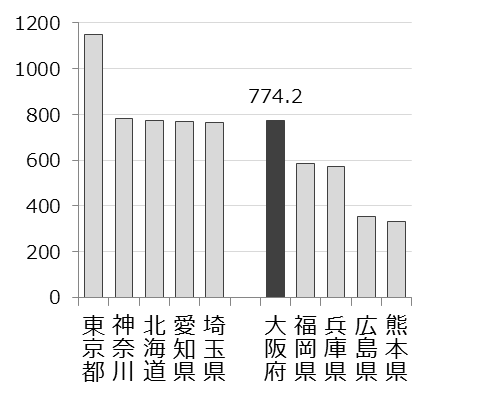 1200
1000
800
600
400
200
0
774.2
東京都
神奈川
北海道
愛知県
埼玉県
大阪府
福岡県
兵庫県
広島県
熊本県